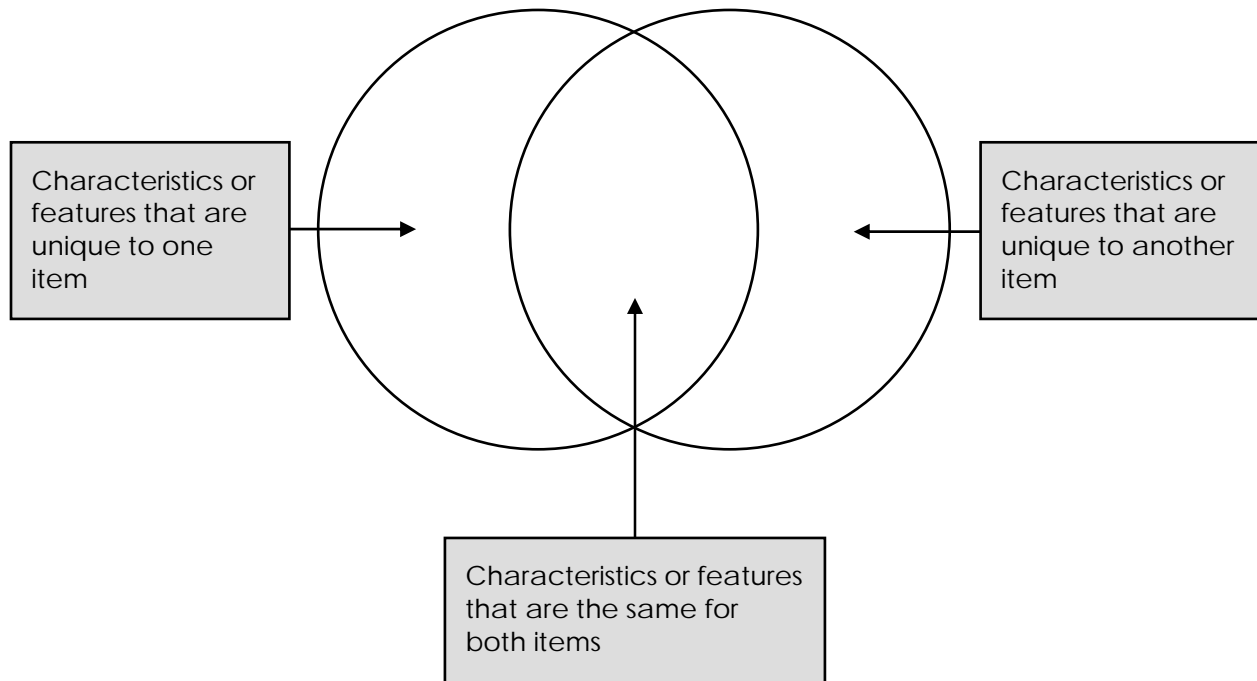 Characteristics or
features that are
unique to one
item
Characteristics or
features that are
unique to another
item
Characteristics or features
that are the same for
both items